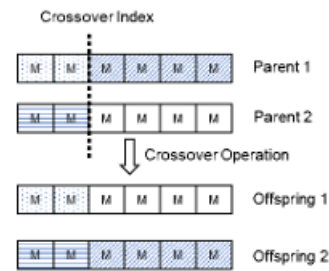 Crossover Index
M M M M M M Parent 1
M M M M M M Parent 2
Crossover Operation
M M M M M M Offspring 1
M M M M M M Offspring 2